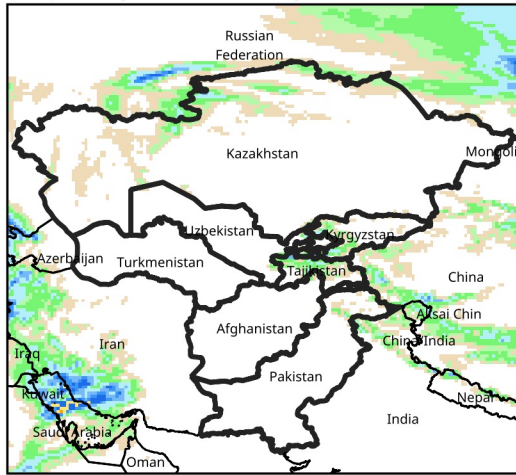 Russian
Federation
Kazakhstan
Mongoli
Uzbekistan
Kyrgyzstan
Azerbaijan
Turkmenistan
Tajikistan
China
Aksai Chin
Afghanistan
Iran
China/India
Iraq
Pakistan
Kuwait
Nepal
India
Saudi Arabia
Oman